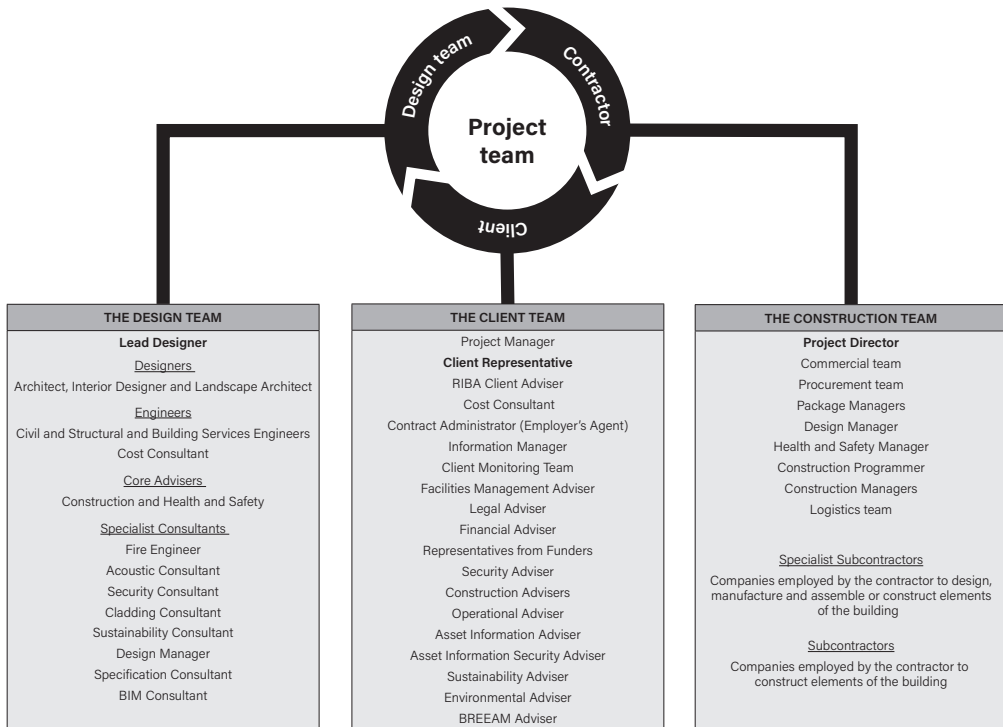 Design team
Contractor
Client
Project
team
THE DESIGN TEAM
Lead Designer
Designers
Architect, Interior Designer and Landscape Architect
Engineers
Civil and Structural and Building Services Engineers
Cost Consultant
Core Advisers
Construction and Health and Safety
Specialist Consultants
Fire Engineer
Acoustic Consultant
Security Consultant
Cladding Consultant
Sustainability Consultant
Design Manager
Specification Consultant
BIM Consultant
THE CLIENT TEAM
Project Manager
Client Representative
RIBA Client Adviser
Cost Consultant
Contract Administrator (Employer's Agent)
Information Manager
Client Monitoring Team
Facilities Management Adviser
Legal Adviser
Financial Adviser
Representatives from Funders
Security Adviser
Construction Advisers
Operational Adviser
Asset Information Adviser
Asset Information Security Adviser
Sustainability Adviser
Environmental Adviser
BREEAM Adviser
THE CONSTRUCTION TEAM
Project Director
Commercial team
Procurement team
Package Managers
Design Manager
Health and Safety Manager
Construction Programmer
Construction Managers
Logistics team
Specialist Subcontractors
Companies employed by the contractor to design,
manufacture and assemble or construct elements
of the building
Subcontractors
Companies employed by the contractor to
construct elements of the building